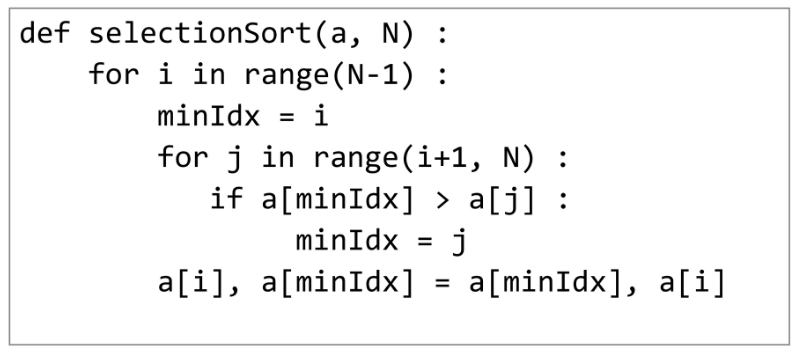 def selectionSort(a, N) :
    for i in range(N-1) :
        minIdx = i
        for j in range(i+1, N) :
           if a[minIdx] > a[j] :
                minIdx = j
        a[i], a[minIdx] = a[minIdx], a[i]